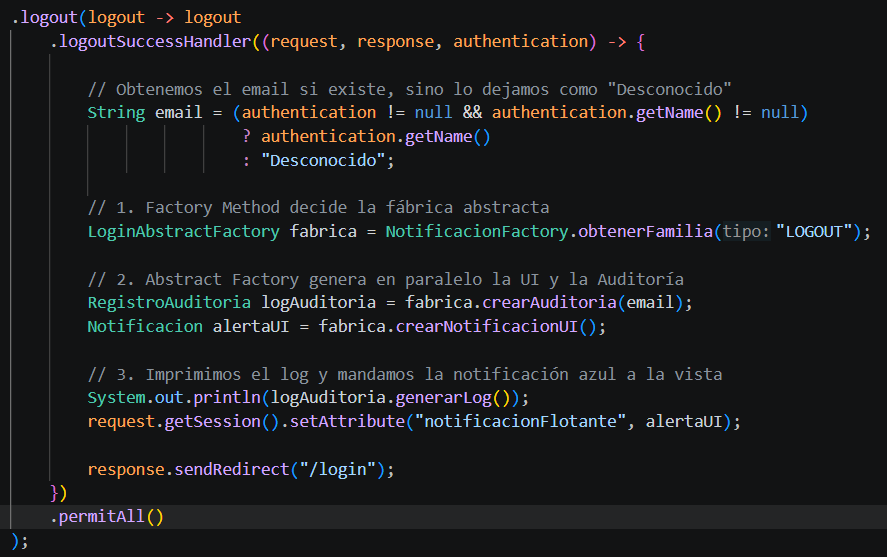 .logout(logout -> logout
.logoutSuccessHandler((request, response, authentication) -> {
// Obtenemos el email si existe, sino lo dejamos como "Desconocido"
String email = (authentication != null && authentication.getName() != null)
? authentication.getName()
: "Desconocido";
// 1. Factory Method decide la fábrica abstracta
LoginAbstractFactory fabrica = NotificacionFactory.obtenerFamilia(tipo: "LOGOUT");
// 2. Abstract Factory genera en paralelo la UI y la Auditoría
RegistroAuditoria logAuditoria = fabrica.crearAuditoria(email);
Notificacion alertaUI = fabrica.crearNotificacionUI();
// 3. Imprimimos el log y mandamos la notificación azul a la vista
System.out.println(logAuditoria.generarLog());
request.getSession().setAttribute("notificacionFlotante", alertaUI);
response.sendRedirect("/login");
})
.permitAll()
);